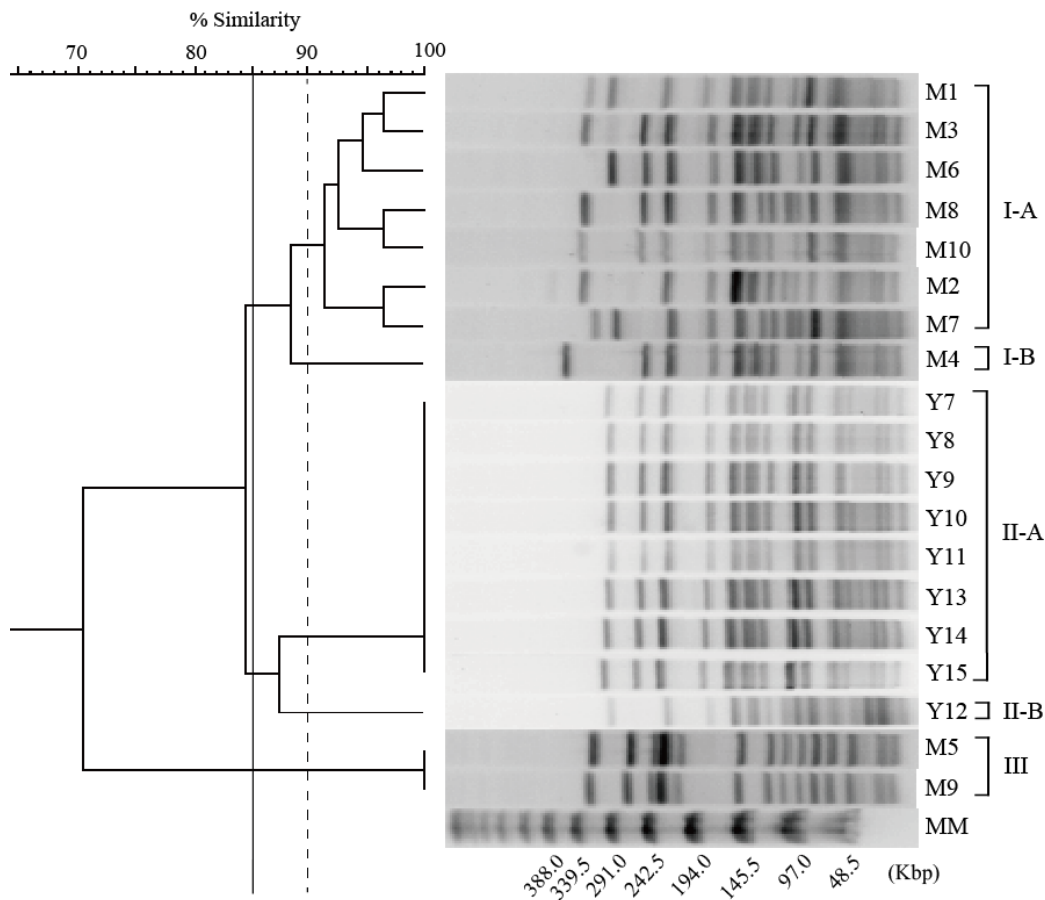 % Similarity
70 80 90 100
M1
M3
M6
M8
I-A
M10
M2
M7
M4 I-B
Y7
Y8
Y9
Y10
II-A
Y11
Y13
Y14
Y15
Y12 II-B
M5
III
M9
MM
388.0 339.5 291.0 242.5 194.0 145.5 97.0 48.5 (Kbp)